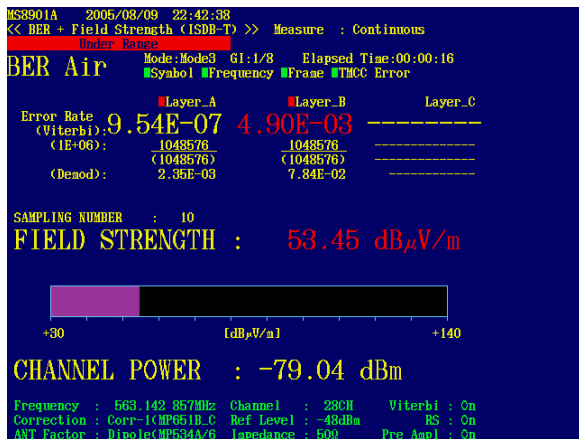 MS8901A 2005/08/09 22:42:38
<< BER + Field Strength (ISDB-T) >> Measure : Continuous
Under Range
BER Air Mode:Mode3 GI:1/8 Elapsed Time:00:00:16
Symbol Frequency Frame TMCC Error
Layer_A Layer_B Layer_C
Error Rate
(Viterbi): 9.54E-07 4.90E-03 --------
(1E+06): 1048576 1048576 --------------
(1048576) (1048576) --------------
(Demod): 2.35E-03 7.84E-02 --------------
SAMPLING NUMBER : 10
FIELD STRENGTH : 53.45 dBμV/m
+30 [dBμV/m] +140
CHANNEL POWER : -79.04 dBm
Frequency : 563.142 857MHz Channel : 28CH Viterbi : On
Correction : Corr-1(MP651B_C Ref Level : -48dBm RS : On
ANT Factor : Dipole(MP534A/6 Impedance : 50Ω Pre Ampl : On